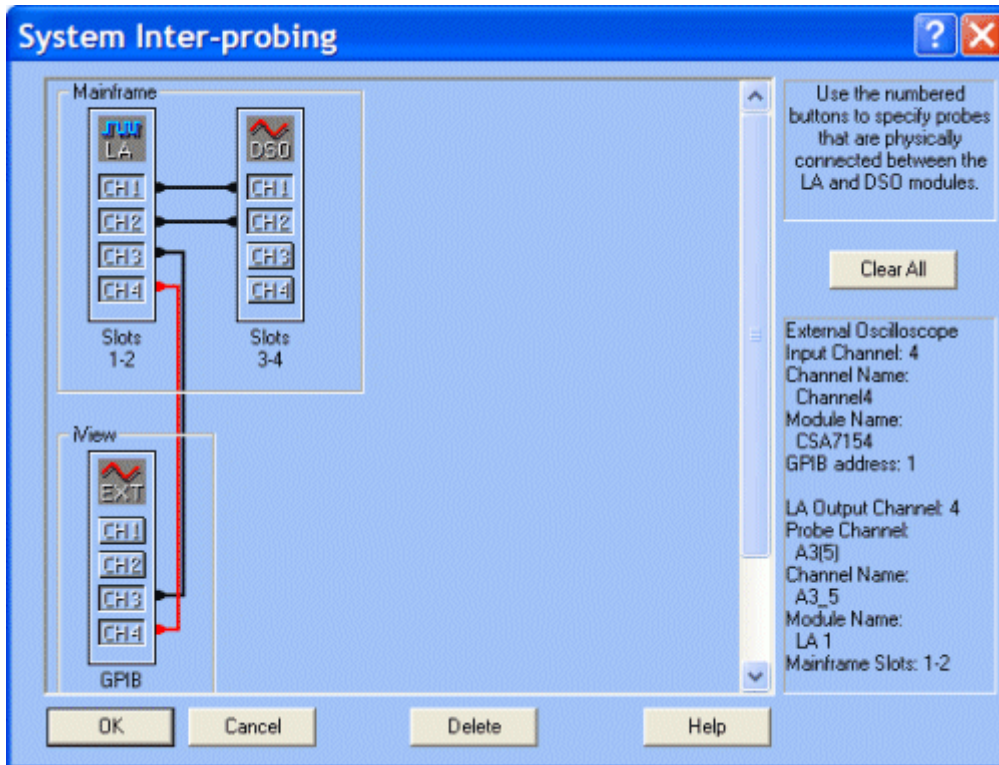 System Inter-probing
?
Mainframe
LA
CH1
CH2
CH3
CH4
Slots
1-2
DSO
CH1
CH2
CH3
CH4
Slots
3-4
iView
EXT
CH1
CH2
CH3
CH4
GPIB
Use the numbered
buttons to specify probes
that are physically
connected between the
LA and DSO modules.
Clear All
External Oscilloscope
Input Channel: 4
Channel Name:
Channel4
Module Name:
CSA7154
GPIB address: 1
LA Output Channel: 4
Probe Channel:
A3(5)
Channel Name:
A3_5
Module Name:
LA 1
Mainframe Slots: 1-2
OK
Cancel
Delete
Help